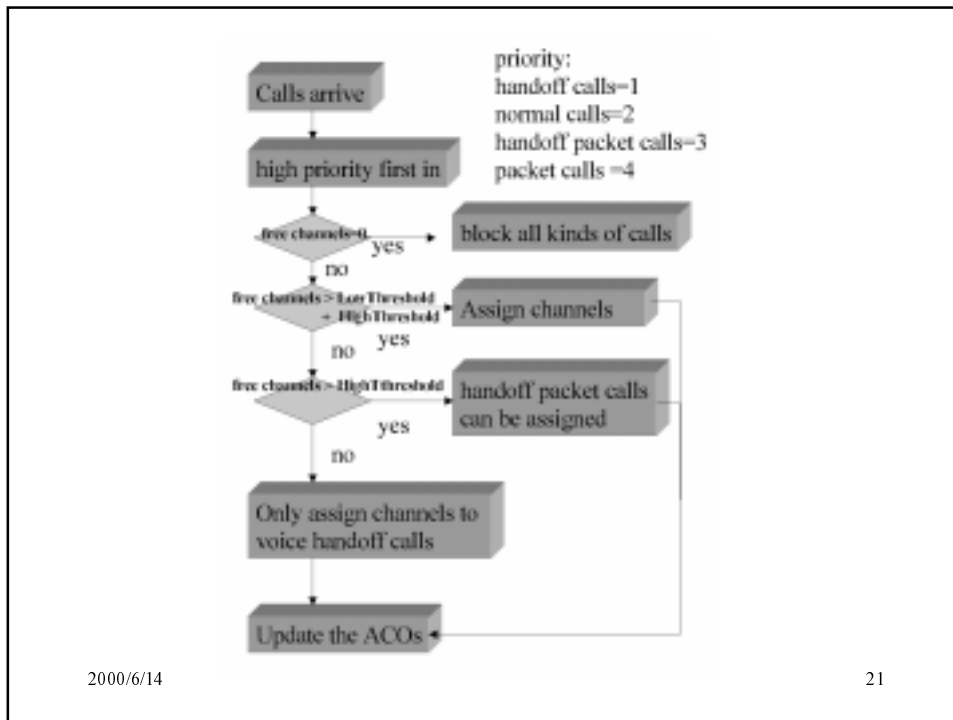 priority:
handoff calls=1
normal calls=2
handoff packet calls=3
packet calls =4
Calls arrive
high priority first in
free channels=0
yes
block all kinds of calls
no
free channels > LowThreshold
+ HighThreshold
yes
Assign channels
no
free channels > HighTthreshold
yes
handoff packet calls
can be assigned
no
Only assign channels to
voice handoff calls
Update the ACOs
2000/6/14
21